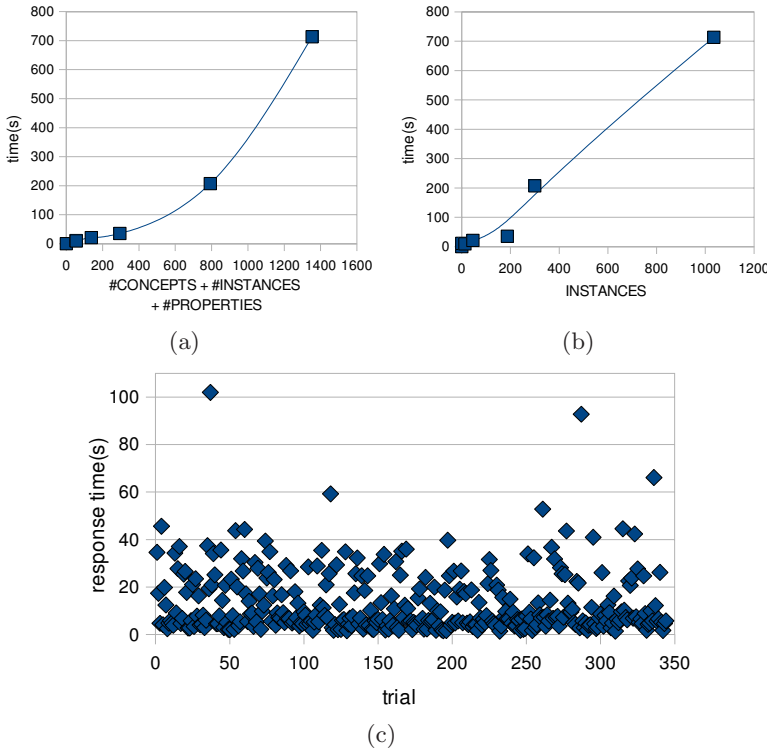 800
700
600
500
400
300
200
100
0
time(s)
0 200 400 600 800 1000 1200 1400 1600
#CONCEPTS + #INSTANCES
+ #PROPERTIES
(a)
800
700
600
500
400
300
200
100
0
time(s)
0 200 400 600 800 1000 1200
INSTANCES
(b)
100
80
60
40
20
0
response time(s)
0 50 100 150 200 250 300 350
trial
(c)